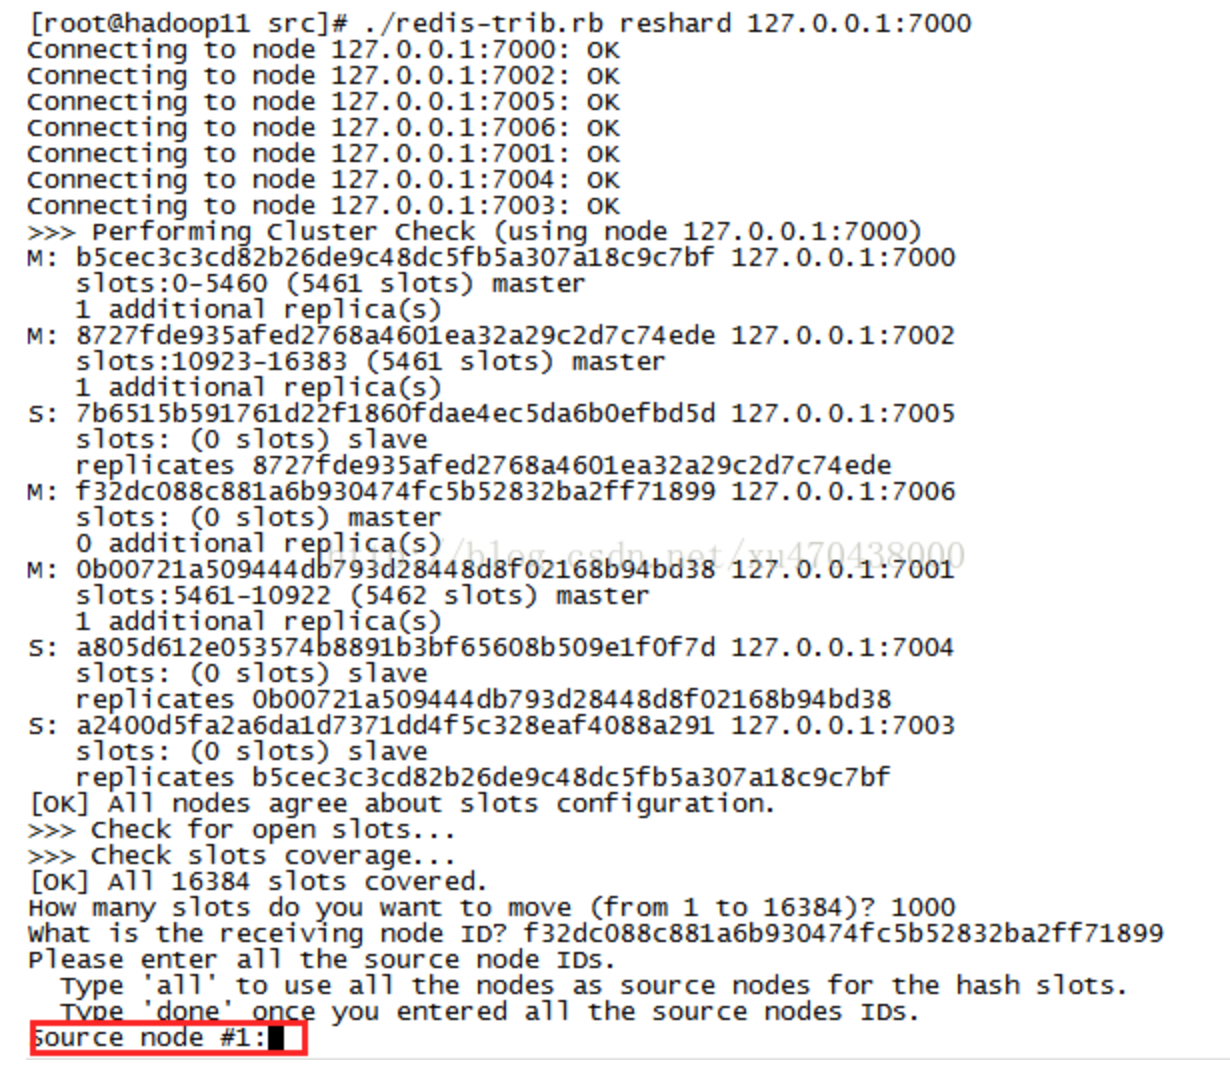 [root@hadoop11 src]# ./redis-trib.rb reshard 127.0.0.1:7000
Connecting to node 127.0.0.1:7000: OK
Connecting to node 127.0.0.1:7002: OK
Connecting to node 127.0.0.1:7005: OK
Connecting to node 127.0.0.1:7006: OK
Connecting to node 127.0.0.1:7001: OK
Connecting to node 127.0.0.1:7004: OK
Connecting to node 127.0.0.1:7003: OK
>>> Performing Cluster Check (using node 127.0.0.1:7000)
M: b5cec3c3cd82b26de9c48dc5fb5a307a18c9c7bf 127.0.0.1:7000
slots:0-5460 (5461 slots) master
1 additional replica(s)
M: 8727fde935afed2768a4601ea32a29c2d7c74ede 127.0.0.1:7002
slots:10923-16383 (5461 slots) master
1 additional replica(s)
S: 7b6515b591761d22f1860fdae4ec5da6b0efbd5d 127.0.0.1:7005
slots: (0 slots) slave
replicates 8727fde935afed2768a4601ea32a29c2d7c74ede
M: f32dc088c881a6b930474fc5b52832ba2ff71899 127.0.0.1:7006
slots: (0 slots) master
0 additional replica(s)
http://blog.csdn.net/xu470438000
M: 0b00721a509444db793d28448d8f02168b94bd38 127.0.0.1:7001
slots:5461-10922 (5462 slots) master
1 additional replica(s)
S: a805d612e053574b8891b3bf65608b509e1f0f7d 127.0.0.1:7004
slots: (0 slots) slave
replicates 0b00721a509444db793d28448d8f02168b94bd38
S: a2400d5fa2a6da1d7371dd4f5c328eaf4088a291 127.0.0.1:7003
slots: (0 slots) slave
replicates b5cec3c3cd82b26de9c48dc5fb5a307a18c9c7bf
[OK] All nodes agree about slots configuration.
>>> Check for open slots...
>>> Check slots coverage...
[OK] All 16384 slots covered.
How many slots do you want to move (from 1 to 16384)? 1000
What is the receiving node ID? f32dc088c881a6b930474fc5b52832ba2ff71899
Please enter all the source node IDs.
Type 'all' to use all the nodes as source nodes for the hash slots.
Type 'done' once you entered all the source nodes IDs.
Source node #1: